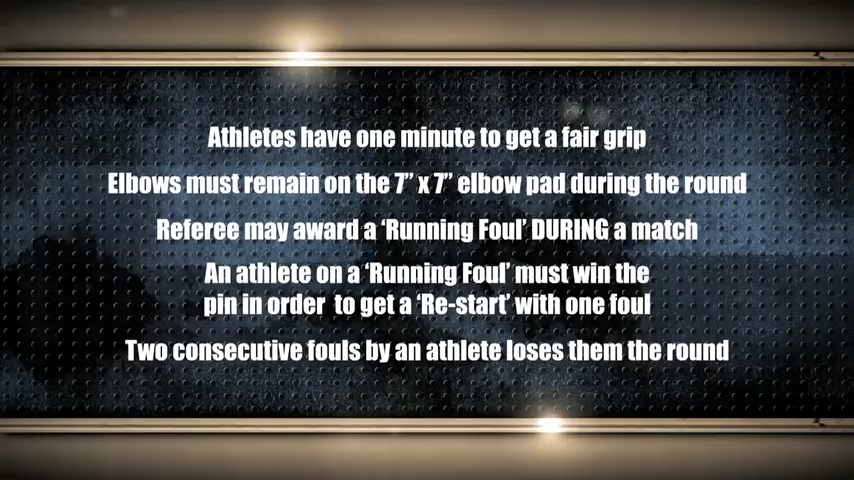 Athletes have one minute to get a fair grip
Elbows must remain on the 7” x 7” elbow pad during the round
Referee may award a ‘Running Foul’ DURING a match
An athlete on a ‘Running Foul’ must win the
pin in order to get a ‘Re-start’ with one foul
Two consecutive fouls by an athlete loses them the round